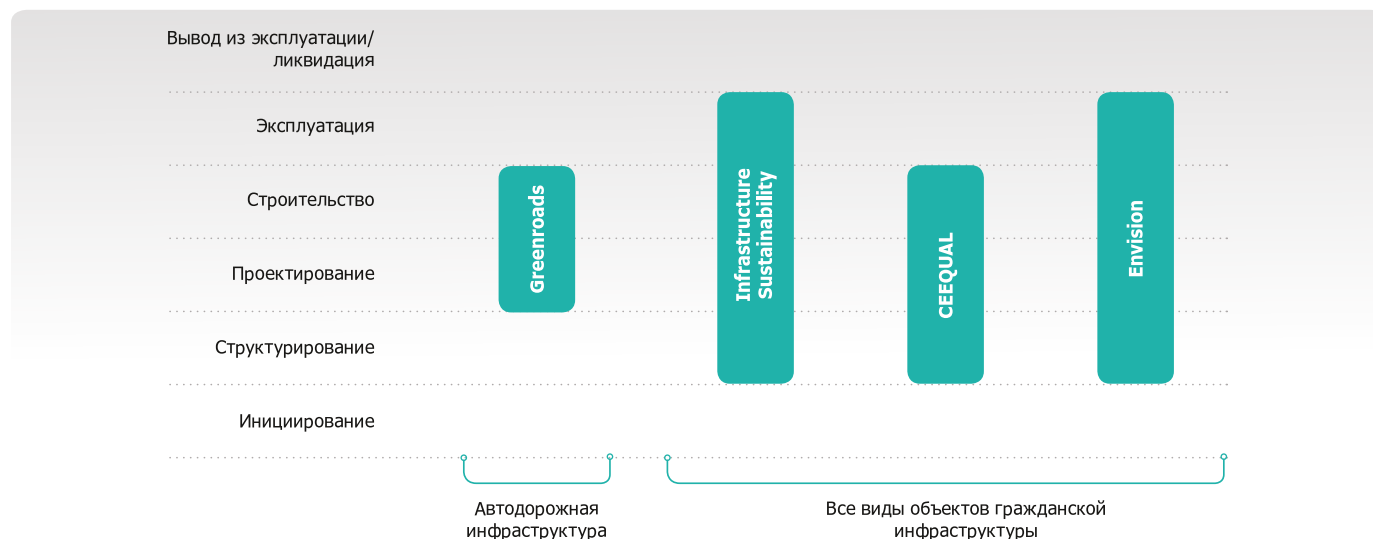 Вывод из эксплуатации/
ликвидация
Эксплуатация
Строительство
Проектирование
Структурирование
Инициирование
Greenroads
Infrastructure
Sustainability
CEEQUAL
Envision
Автодорожная
инфраструктура
Все виды объектов гражданской
инфраструктуры